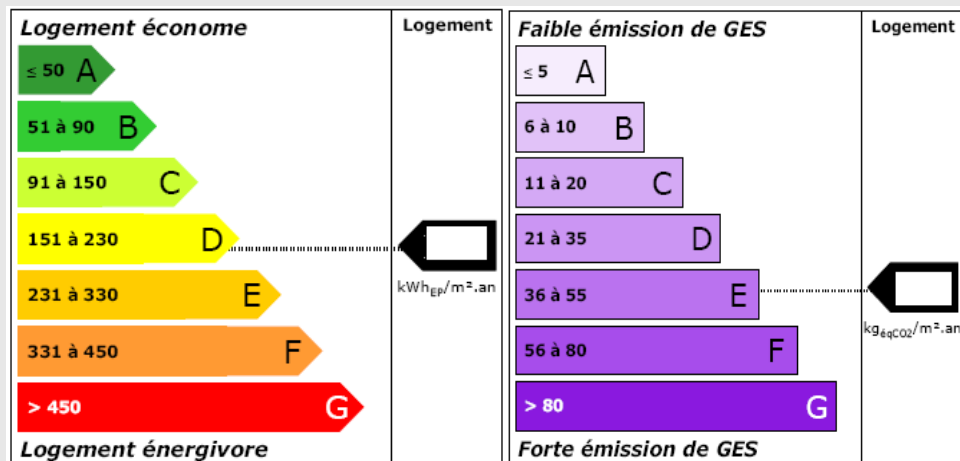 Logement économe
Logement
≤ 50 A
51 à 90 B
91 à 150 C
151 à 230 D
231 à 330 E
331 à 450 F
> 450 G
kWhEP/m².an
Logement énergivore
Faible émission de GES
Logement
≤ 5 A
6 à 10 B
11 à 20 C
21 à 35 D
36 à 55 E
56 à 80 F
> 80 G
kgéqCO2/m².an
Forte émission de GES